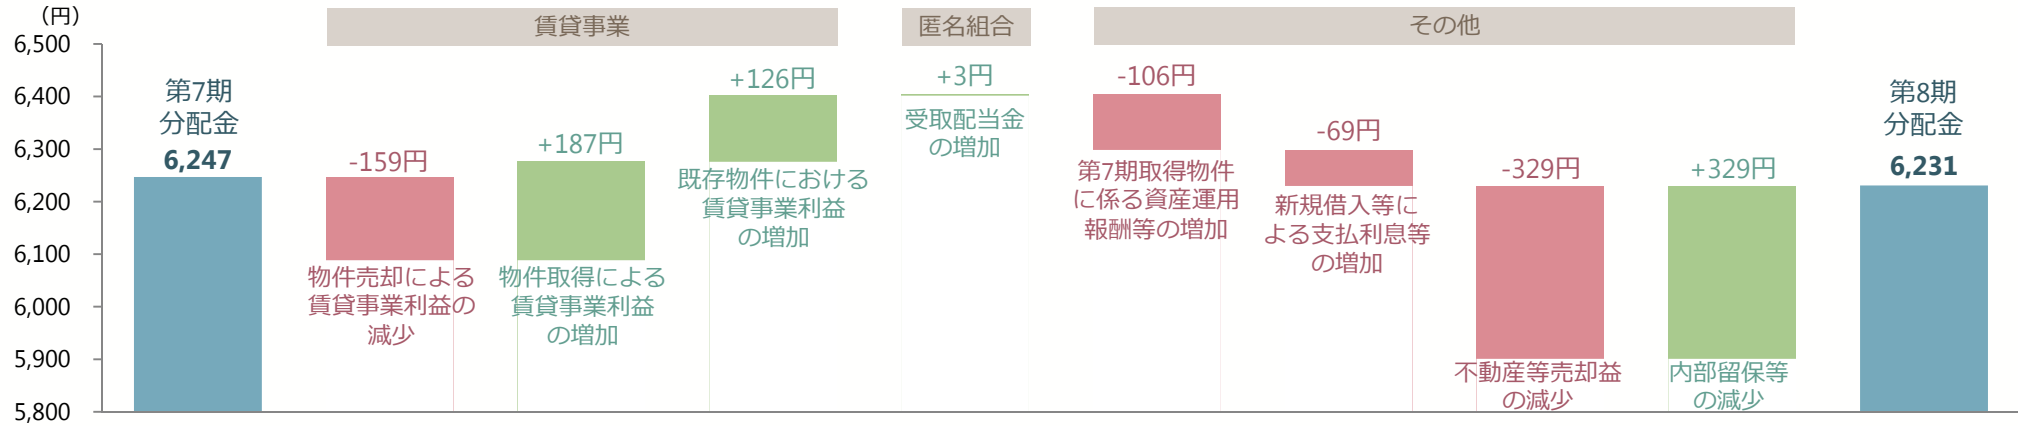 (円)
6,500
6,400
6,300
6,200
6,100
6,000
5,900
5,800
賃貸事業
匿名組合
その他
第7期
分配金
6,247
-159円
物件売却による
賃貸事業利益の
減少
+187円
物件取得による
賃貸事業利益
の増加
+126円
既存物件における
賃貸事業利益
の増加
+3円
受取配当金
の増加
-106円
第7期取得物件
に係る資産運用
報酬等の増加
-69円
新規借入等に
よる支払利息等
の増加
-329円
不動産等売却益
の減少
+329円
内部留保等
の減少
第8期
分配金
6,231